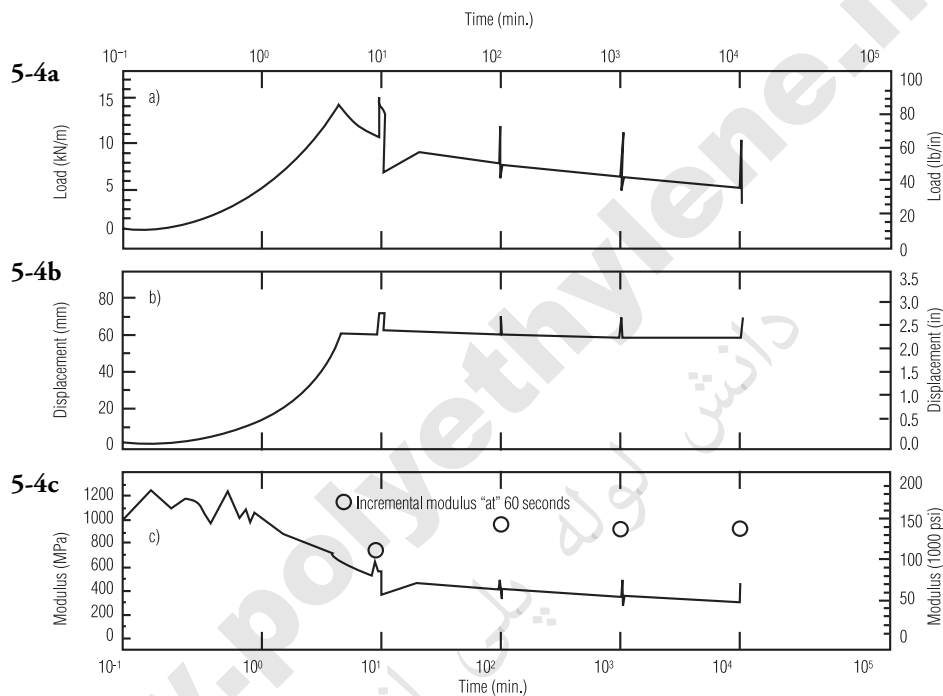 Time (min.)
10⁻¹ 10⁰ 10¹ 10² 10³ 10⁴ 10⁵
5-4a
a)
Load (kN/m)
15
10
5
0
100
80
60
40
20
0
Load (lb/in)
5-4b
b)
Displacement (mm)
80
60
40
20
0
3.5
3.0
2.5
2.0
1.5
1.0
0.5
0.0
Displacement (in)
5-4c
Incremental modulus "at" 60 seconds
c)
Modulus (MPa)
1200
1000
800
600
400
200
0
200
150
100
50
0
Modulus (1000 psi)
10⁻¹ 10⁰ 10¹ 10² 10³ 10⁴ 10⁵
Time (min.)
دانش لوله پلی
.polyethylene.